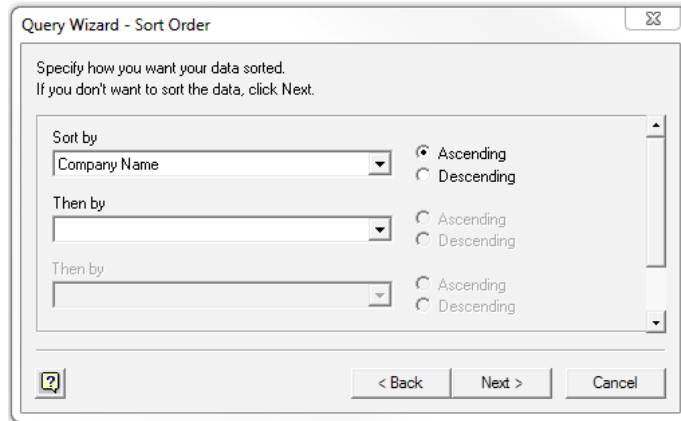 Query Wizard - Sort Order
Specify how you want your data sorted.
If you don't want to sort the data, click Next.
Sort by
Company Name
Ascending
Descending
Then by
Ascending
Descending
Then by
Ascending
Descending
?
< Back
Next >
Cancel